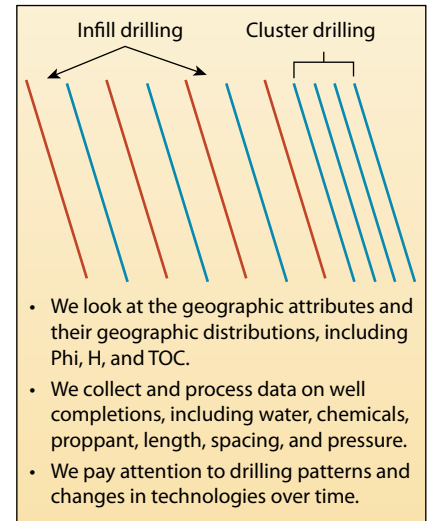 Infill drilling
Cluster drilling
• We look at the geographic attributes and
their geographic distributions, including
Phi, H, and TOC.
• We collect and process data on well
completions, including water, chemicals,
proppant, length, spacing, and pressure.
• We pay attention to drilling patterns and
changes in technologies over time.